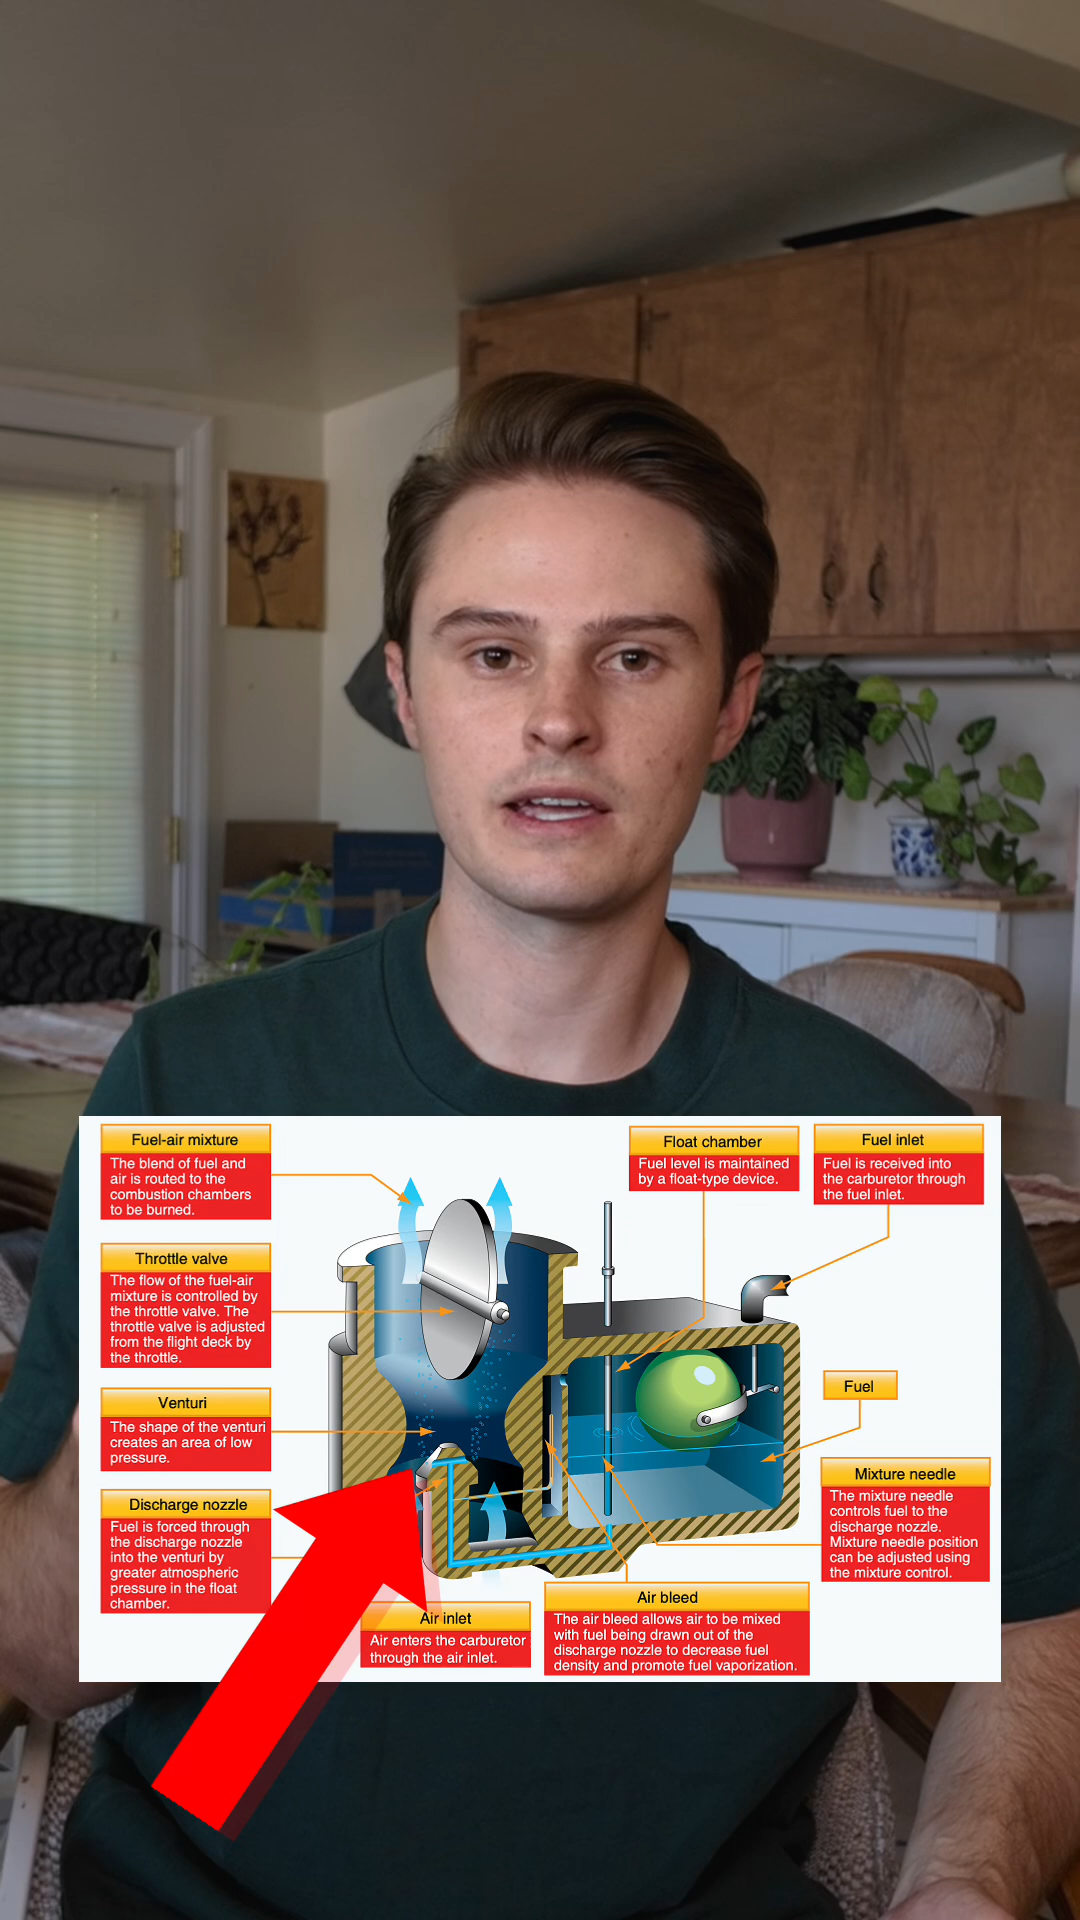 Fuel-air mixture
The blend of fuel and
air is routed to the
combustion chambers
to be burned.
Throttle valve
The flow of the fuel-air
mixture is controlled by
the throttle valve. The
throttle valve is adjusted
from the flight deck by
the throttle.
Venturi
The shape of the venturi
creates an area of low
pressure.
Discharge nozzle
Fuel is forced through
the discharge nozzle
into the venturi by
greater atmospheric
pressure in the float
chamber.
Air inlet
Air enters the carburetor
through the air inlet.
Float chamber
Fuel level is maintained
by a float-type device.
Fuel inlet
Fuel is received into
the carburetor through
the fuel inlet.
Fuel
Mixture needle
The mixture needle
controls fuel to the
discharge nozzle.
Mixture needle position
can be adjusted using
the mixture control.
Air bleed
The air bleed allows air to be mixed
with fuel being drawn out of the
discharge nozzle to decrease fuel
density and promote fuel vaporization.